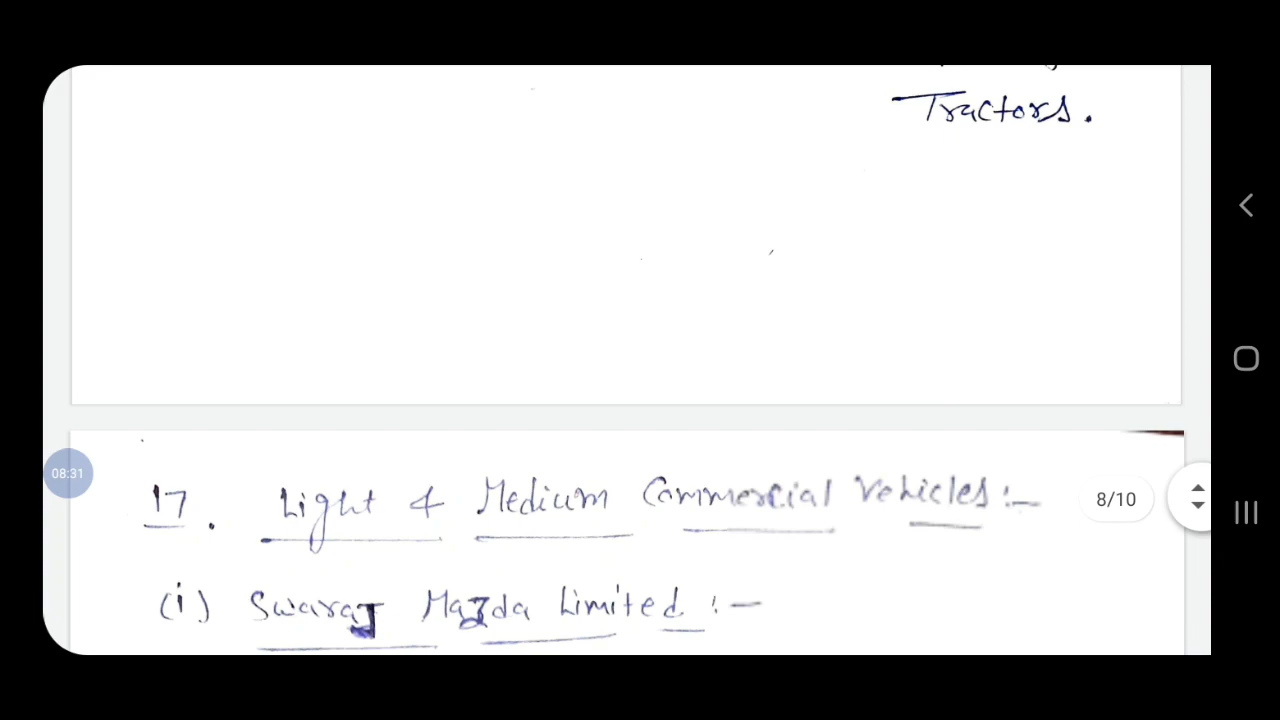 Tractors.
08:31
17. Light & Medium Commercial Vehicles :-
8/10
(i) Swaraj Mazda Limited :-